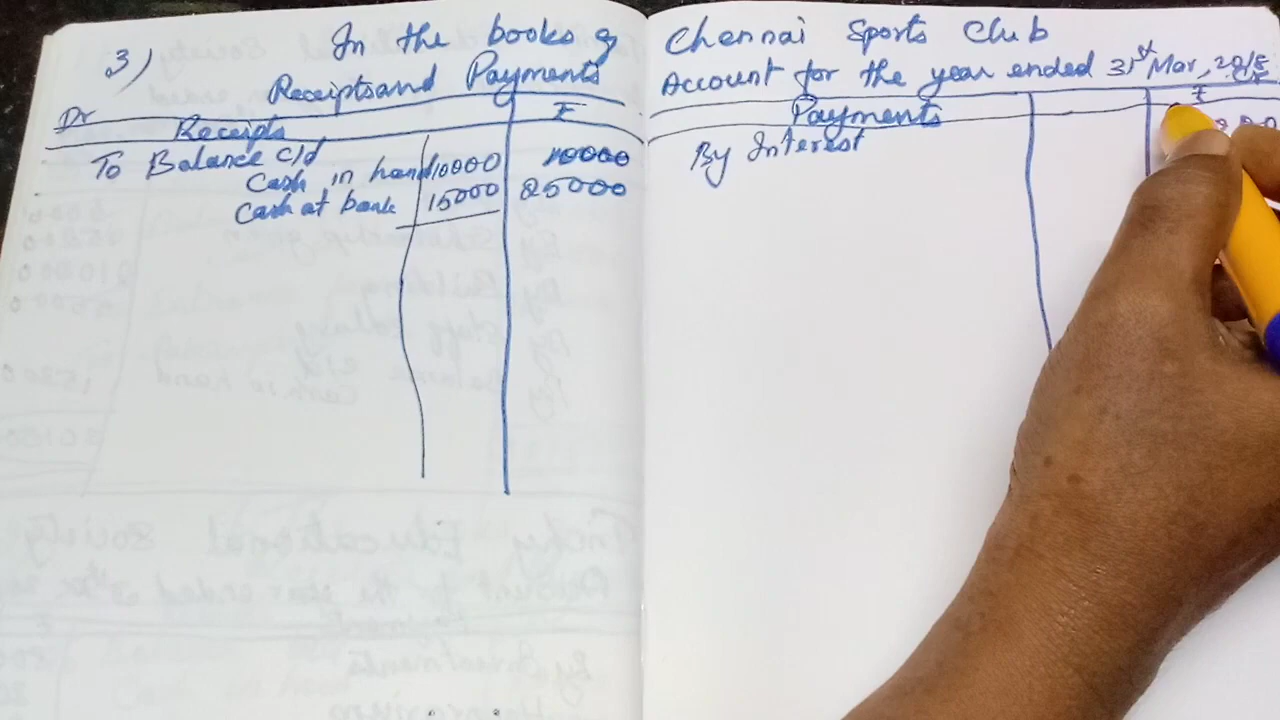 3) In the books of Chennai Sports Club
Receipts and Payments Account for the year ended 31st Mar,
Dr Receipts ₹ Payments ₹
To Balance c/d 10000 By Interest
Cash in hand 10000
Cash at bank 15000 25000